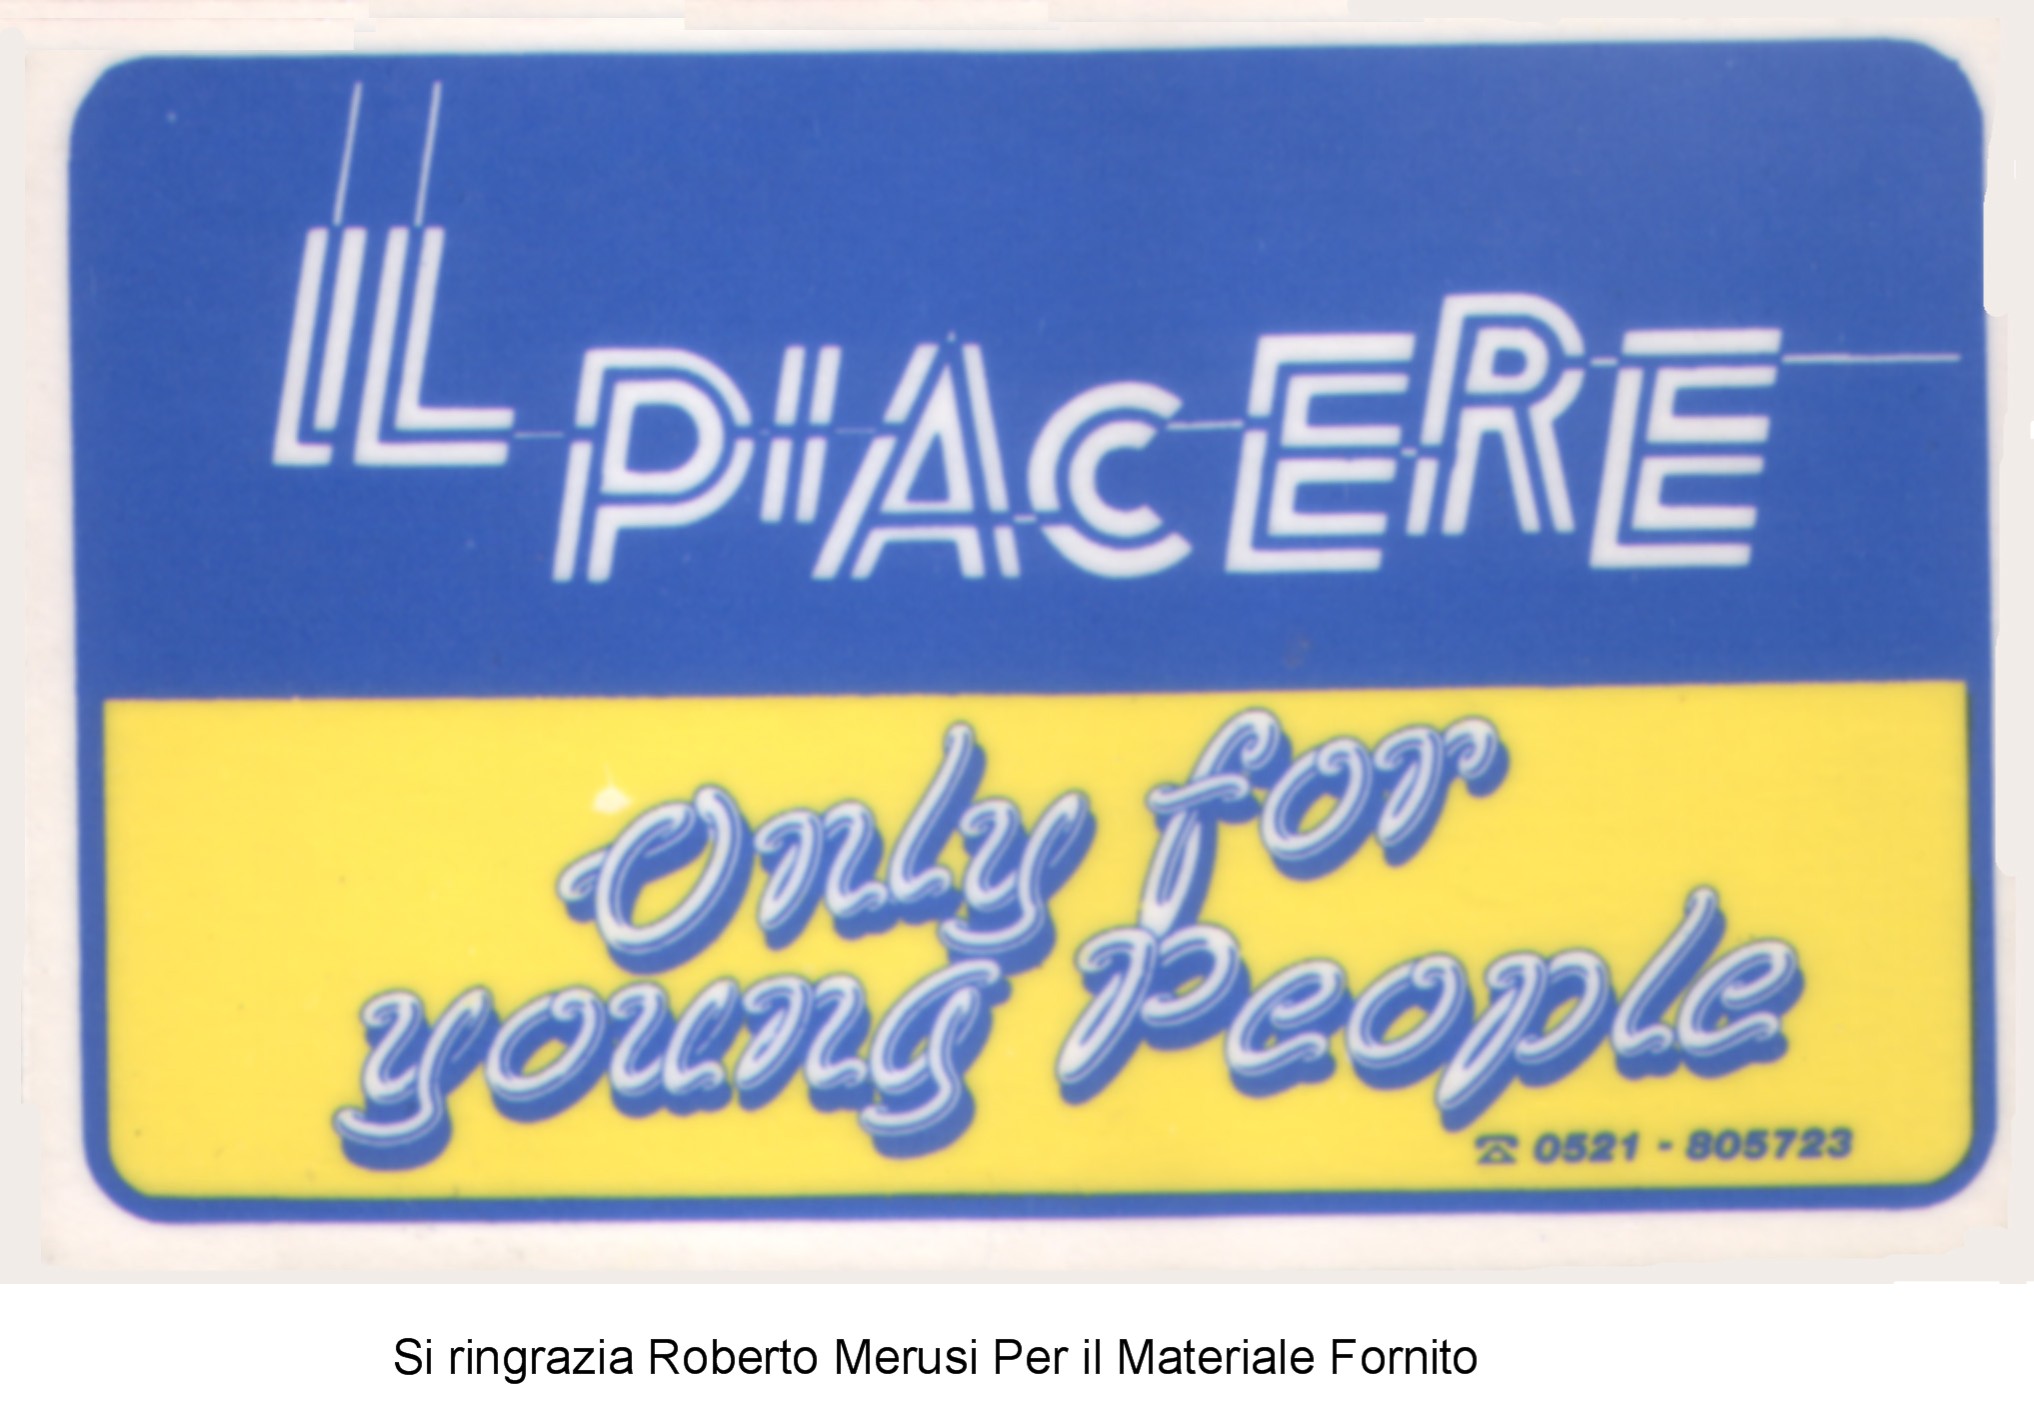 IL PIACERE
Only for
young People
☎ 0521 - 805723
Si ringrazia Roberto Merusi Per il Materiale Fornito